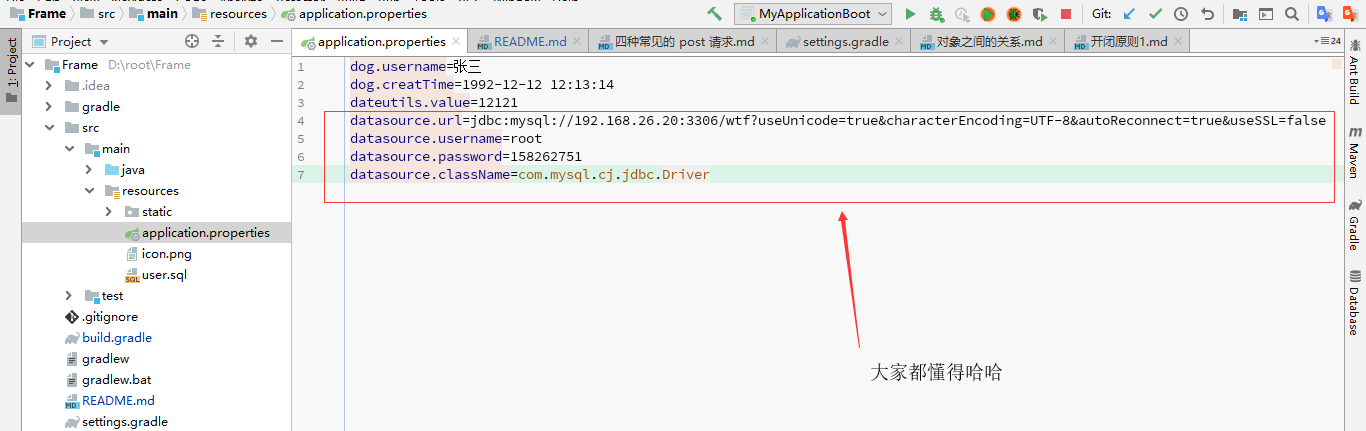 Frame src main resources application.properties MyApplicationBoot Git:
1: Project
Project
application.properties README.md 四种常见的 post 请求.md settings.gradle 对象之间的关系.md 开闭原则1.md 24
Frame D:\root\Frame
.idea
gradle
src
main
java
resources
static
application.properties
icon.png
user.sql
test
.gitignore
build.gradle
gradlew
gradlew.bat
README.md
settings.gradle
1 dog.username=张三
2 dog.creatTime=1992-12-12 12:13:14
3 dateutils.value=12121
4 datasource.url=jdbc:mysql://192.168.26.20:3306/wtf?useUnicode=true&characterEncoding=UTF-8&autoReconnect=true&useSSL=false
5 datasource.username=root
6 datasource.password=158262751
7 datasource.className=com.mysql.cj.jdbc.Driver
大家都懂得哈哈
Ant Build
Maven
Gradle
Database